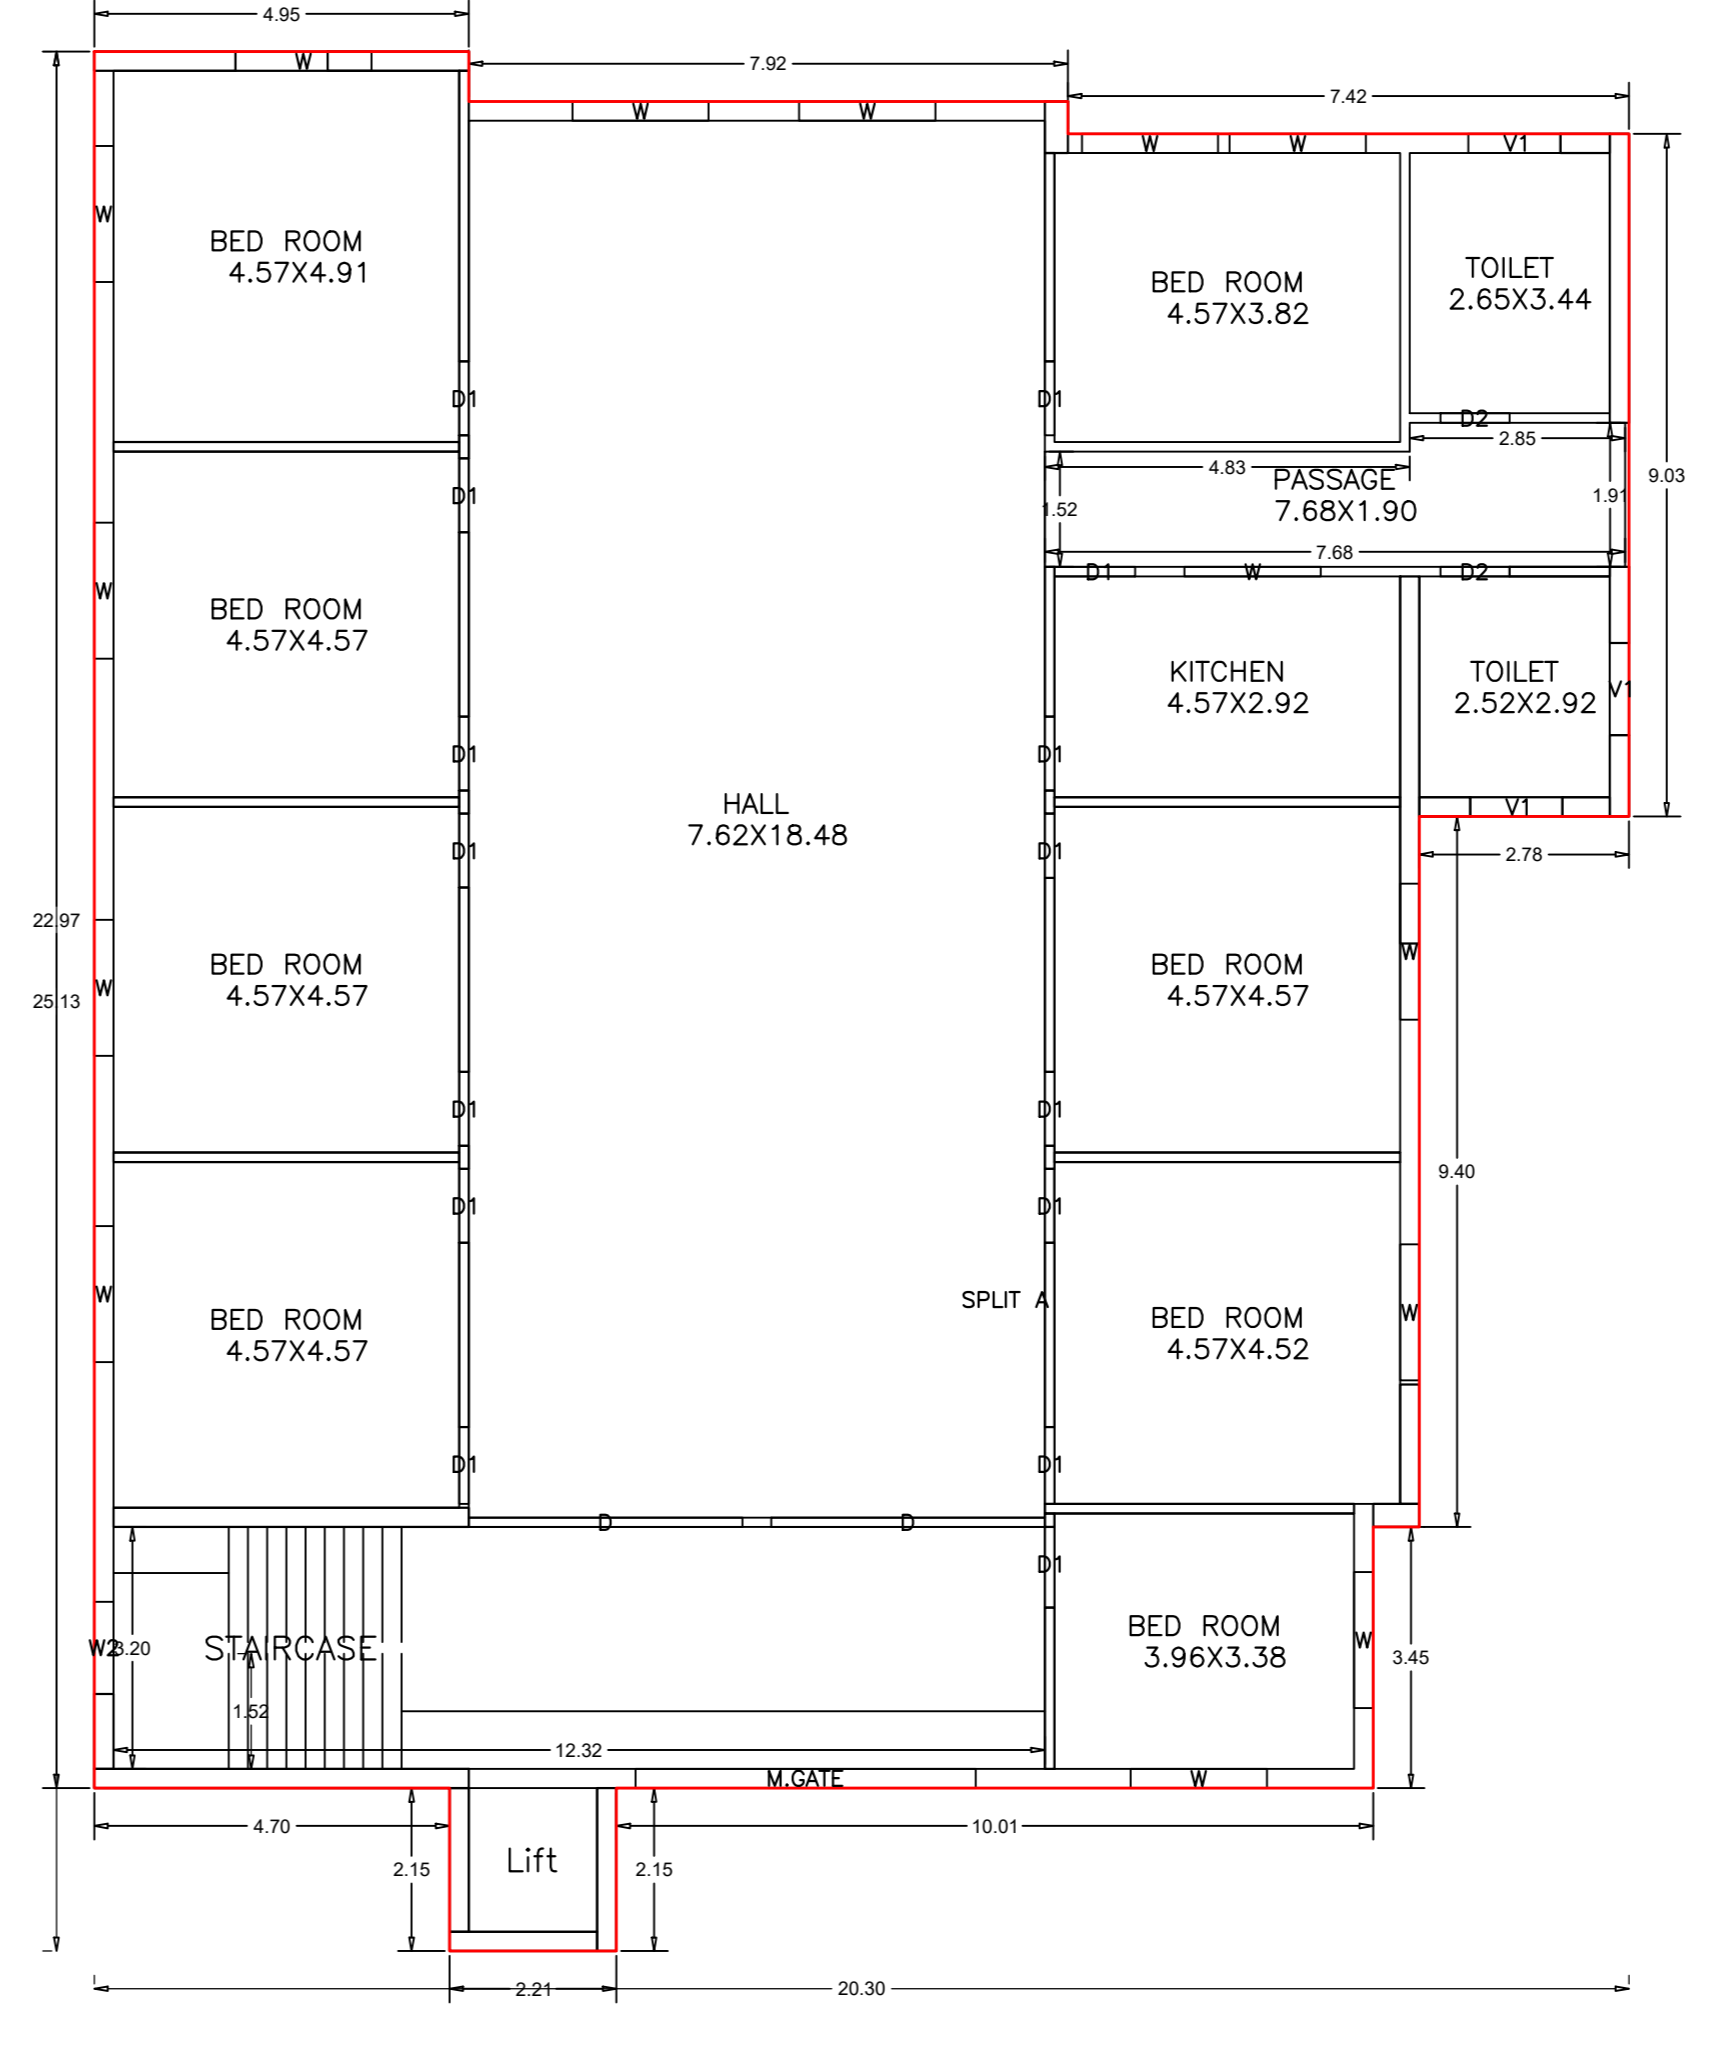 4.95
7.92
7.42
W
W
W
W
W
V1
W
BED ROOM
4.57X4.91
BED ROOM
4.57X3.82
TOILET
2.65X3.44
D1
D1
D2
2.85
4.83
PASSAGE
7.68X1.90
9.03
D1
1.52
1.91
7.68
D1
W
D2
W
BED ROOM
4.57X4.57
KITCHEN
4.57X2.92
TOILET
2.52X2.92
V1
D1
D1
HALL
7.62X18.48
V1
D1
D1
2.78
22.97
W
BED ROOM
4.57X4.57
BED ROOM
4.57X4.57
W
25.13
D1
D1
9.40
D1
D1
W
SPLIT A
W
BED ROOM
4.57X4.57
BED ROOM
4.57X4.52
D1
D1
D
D
D1
W2
3.20
STAIRCASE
BED ROOM
3.96X3.38
W
3.45
1.52
12.32
M.GATE
W
4.70
10.01
2.15
Lift
2.15
2.21
20.30